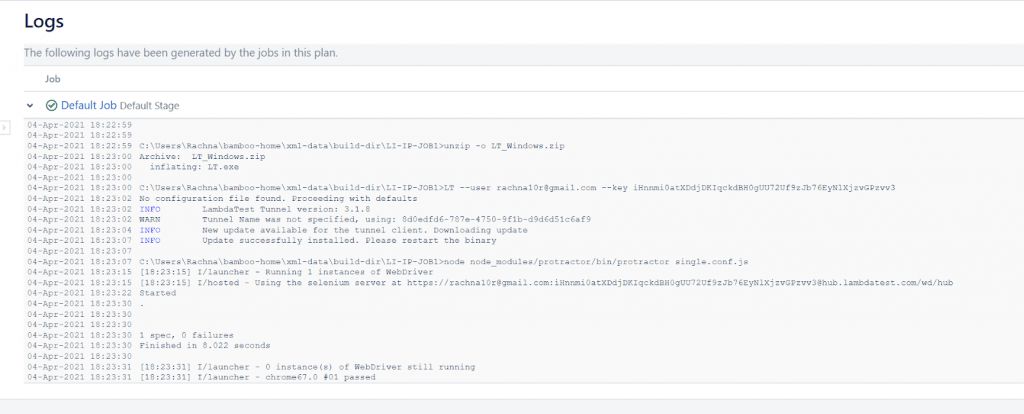 Logs
The following logs have been generated by the jobs in this plan.
Job
Default Job Default Stage
04-Apr-2021 18:22:59
04-Apr-2021 18:22:59
04-Apr-2021 18:22:59 C:\Users\Rachna\bamboo-home\xml-data\build-dir\LI-IP-JOB1>unzip -o LT_Windows.zip
04-Apr-2021 18:23:00 Archive: LT_Windows.zip
04-Apr-2021 18:23:00 inflating: LT.exe
04-Apr-2021 18:23:00
04-Apr-2021 18:23:00 C:\Users\Rachna\bamboo-home\xml-data\build-dir\LI-IP-JOB1>LT --user rachna10r@gmail.com --key
04-Apr-2021 18:23:02 No configuration file found. Proceeding with defaults
04-Apr-2021 18:23:02 INFO LambdaTest Tunnel version: 3.1.8
04-Apr-2021 18:23:02 WARN Tunnel Name was not specified, using: 8d0edfd6-787e-4750-9f1b-d9d6d51c6af9
04-Apr-2021 18:23:04 INFO New update available for the tunnel client. Downloading update
04-Apr-2021 18:23:07 INFO Update successfully installed. Please restart the binary
04-Apr-2021 18:23:07
04-Apr-2021 18:23:07 C:\Users\Rachna\bamboo-home\xml-data\build-dir\LI-IP-JOB1>node node_modules/protractor/bin/protractor single.conf.js
04-Apr-2021 18:23:15 [18:23:15] I/launcher - Running 1 instances of WebDriver
04-Apr-2021 18:23:15 [18:23:15] I/hosted - Using the selenium server at
04-Apr-2021 18:23:22 Started
04-Apr-2021 18:23:30 .
04-Apr-2021 18:23:30
04-Apr-2021 18:23:30
04-Apr-2021 18:23:30 1 spec, 0 failures
04-Apr-2021 18:23:30 Finished in 8.022 seconds
04-Apr-2021 18:23:30
04-Apr-2021 18:23:31 [18:23:31] I/launcher - 0 instance(s) of WebDriver still running
04-Apr-2021 18:23:31 [18:23:31] I/launcher - chrome67.0 #01 passed